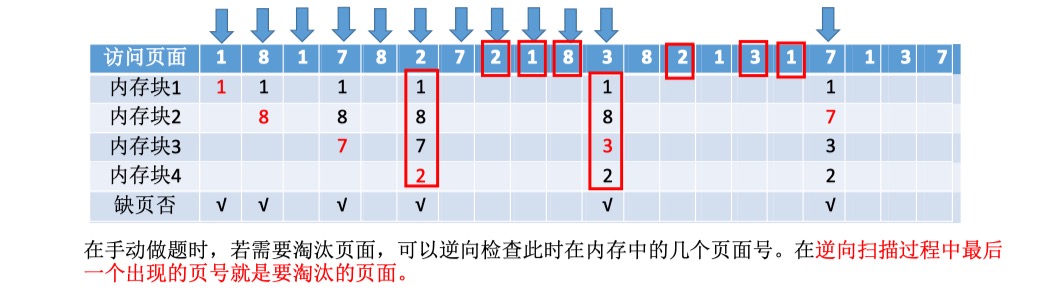 访问页面 1 8 1 7 8 2 7 2 1 8 3 8 2 1 3 1 7 1 3 7
内存块1 1 1 1 1 1 1
内存块2 8 8 8 8 7
内存块3 7 7 3 3
内存块4 2 2 2
缺页否 √ √ √ √ √ √
在手动做题时，若需要淘汰页面，可以逆向检查此时在内存中的几个页面号。在逆向扫描过程中最后
一个出现的页号就是要淘汰的页面。